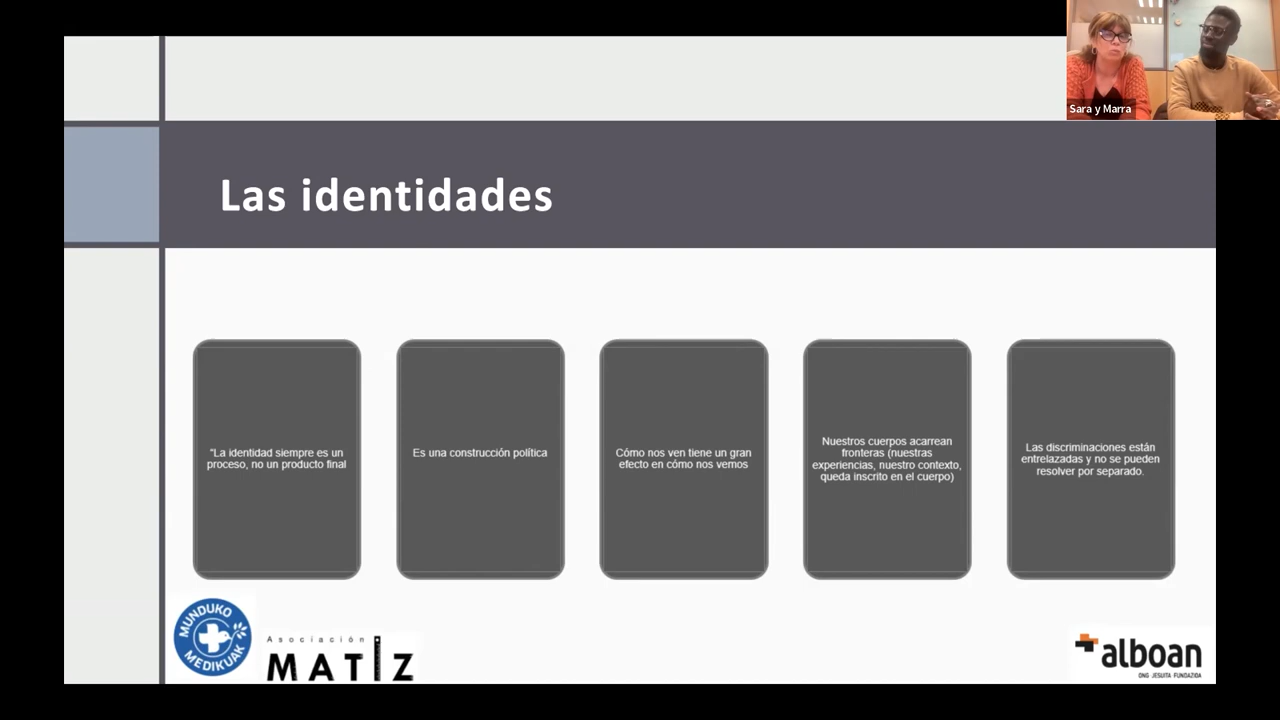 Sara y Marra
Las identidades
"La identidad siempre es un
proceso, no un producto final
Es una construcción política
Cómo nos ven tiene un gran
efecto en cómo nos vemos
Nuestros cuerpos acarrean
fronteras (nuestras
experiencias, nuestro contexto,
queda inscrito en el cuerpo)
Las discriminaciones están
entrelazadas y no se pueden
resolver por separado.
MUNDUKO
MEDIKUAK
Asociación
MATIZ
alboan
ONG JESUITA FUNDAZIOA